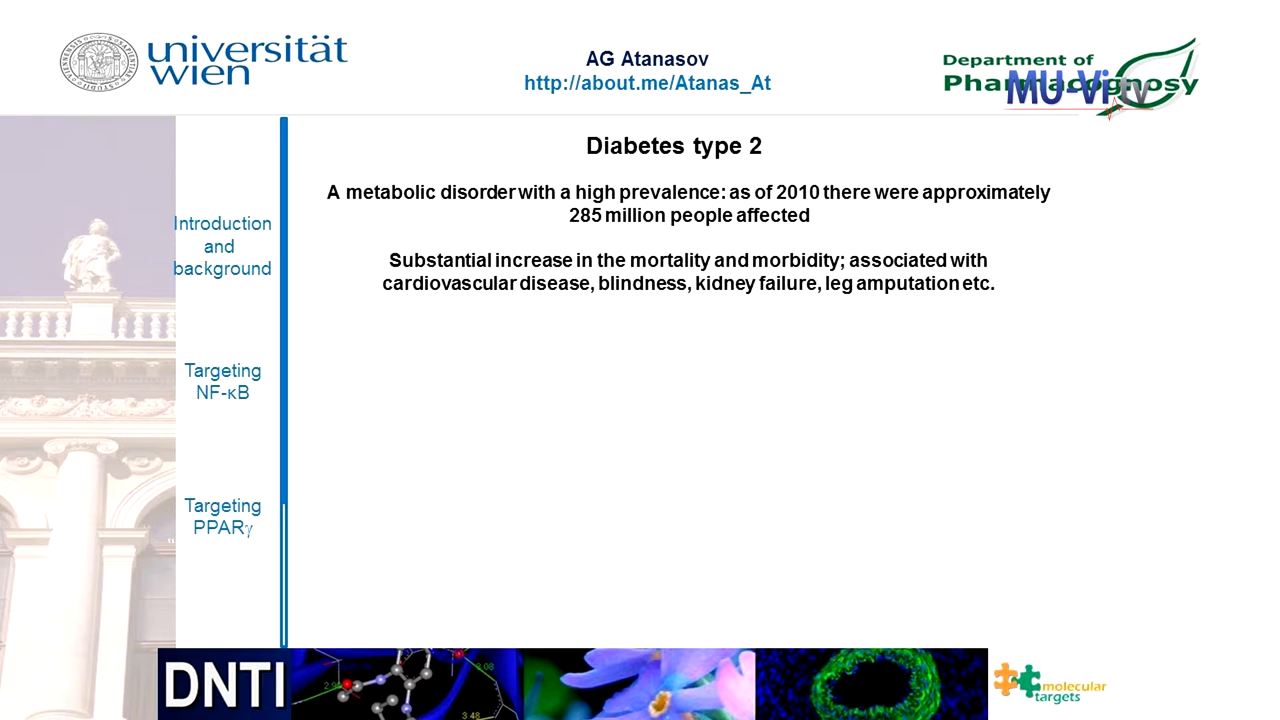 universität
wien
AG Atanasov
http://about.me/Atanas_At
Department of
Pharmacognosy
MU-Vi tv
Diabetes type 2
A metabolic disorder with a high prevalence: as of 2010 there were approximately
285 million people affected
Substantial increase in the mortality and morbidity; associated with
cardiovascular disease, blindness, kidney failure, leg amputation etc.
Introduction
and
background
Targeting
NF-κB
Targeting
PPARγ
DNTI
3.08
3.48
molecular
targets